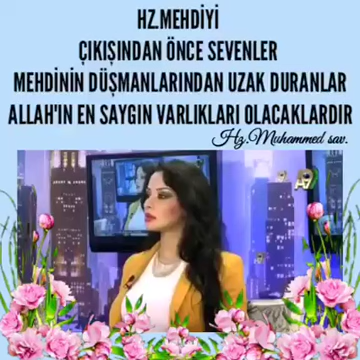 HZ.MEHDİYİ
ÇIKIŞINDAN ÖNCE SEVENLER
MEHDİNİN DÜŞMANLARINDAN UZAK DURANLAR
ALLAH'IN EN SAYGIN VARLIKLARI OLACAKLARDIR
Hz.Muhammed sav.
A9